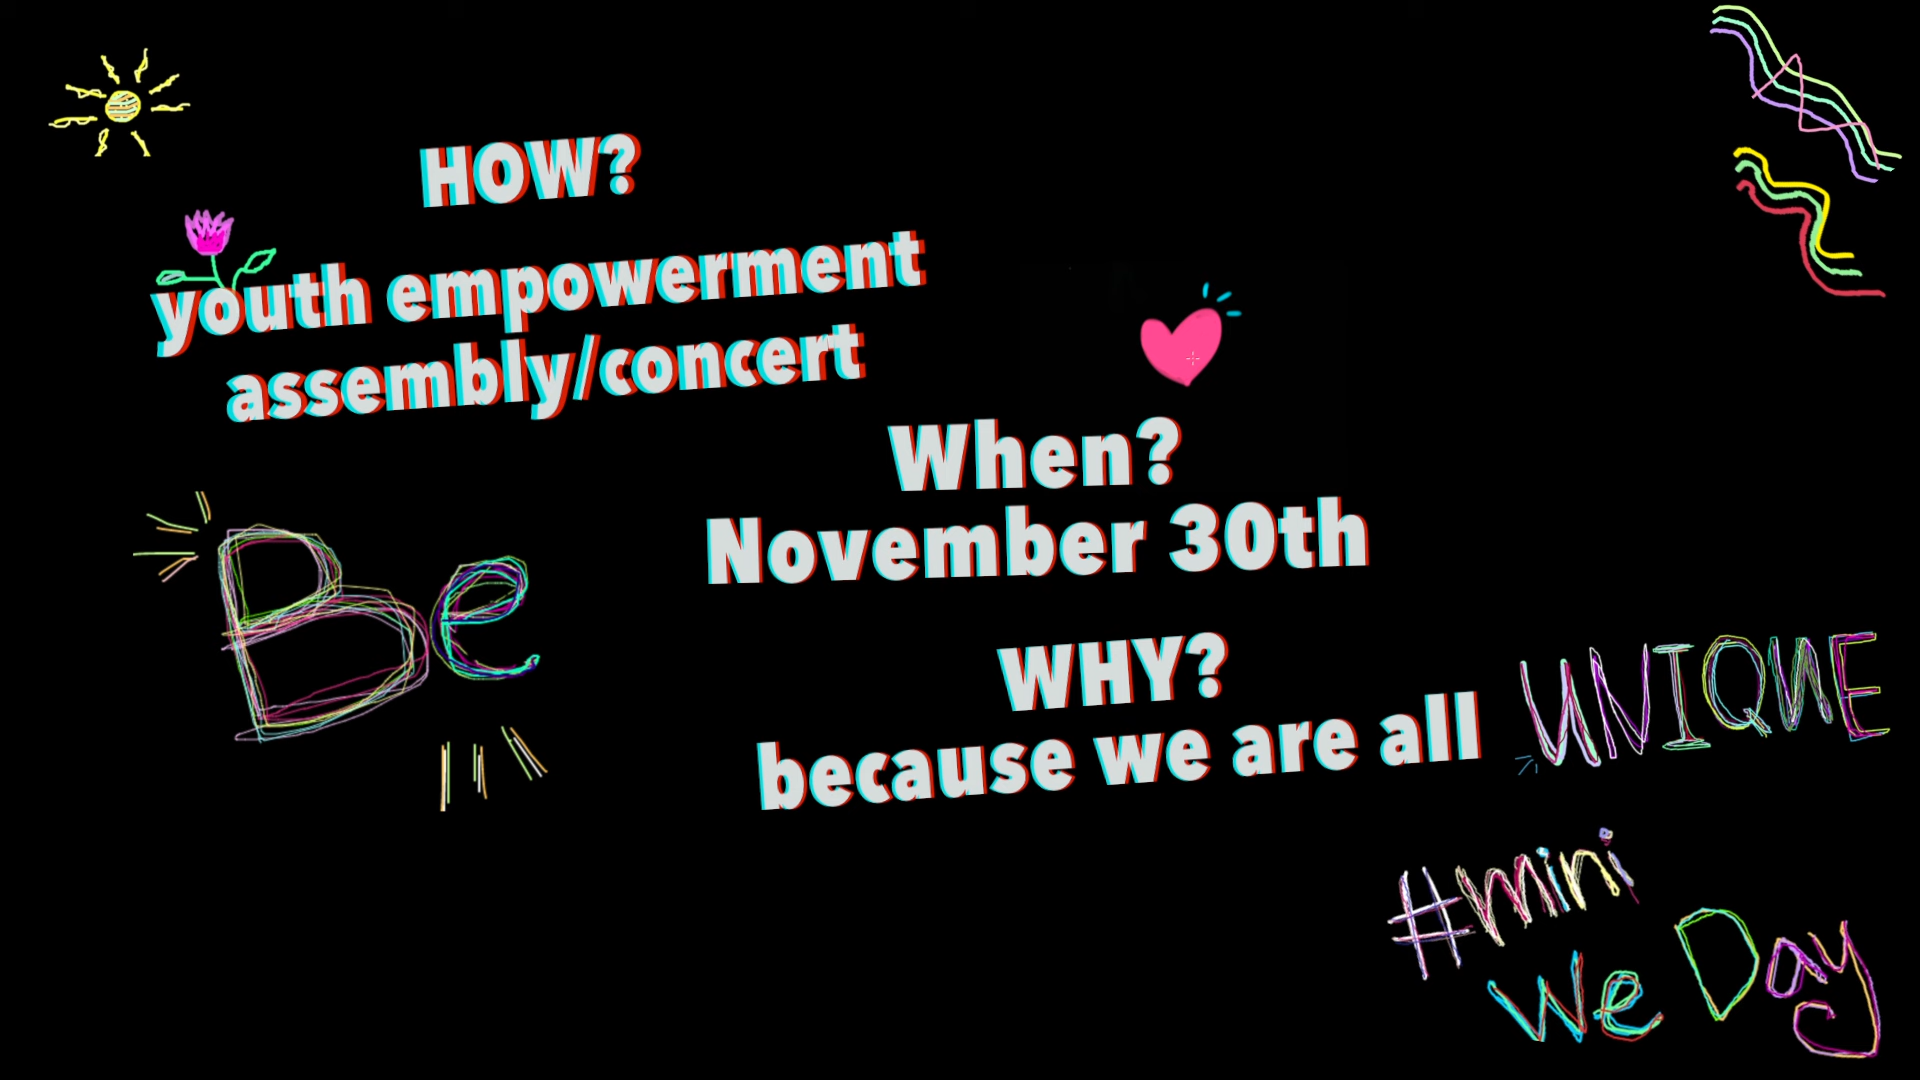 HOW?
youth empowerment
assembly/concert
When?
November 30th
Be
WHY?
because we are all
UNIQUE
#mini
We Day